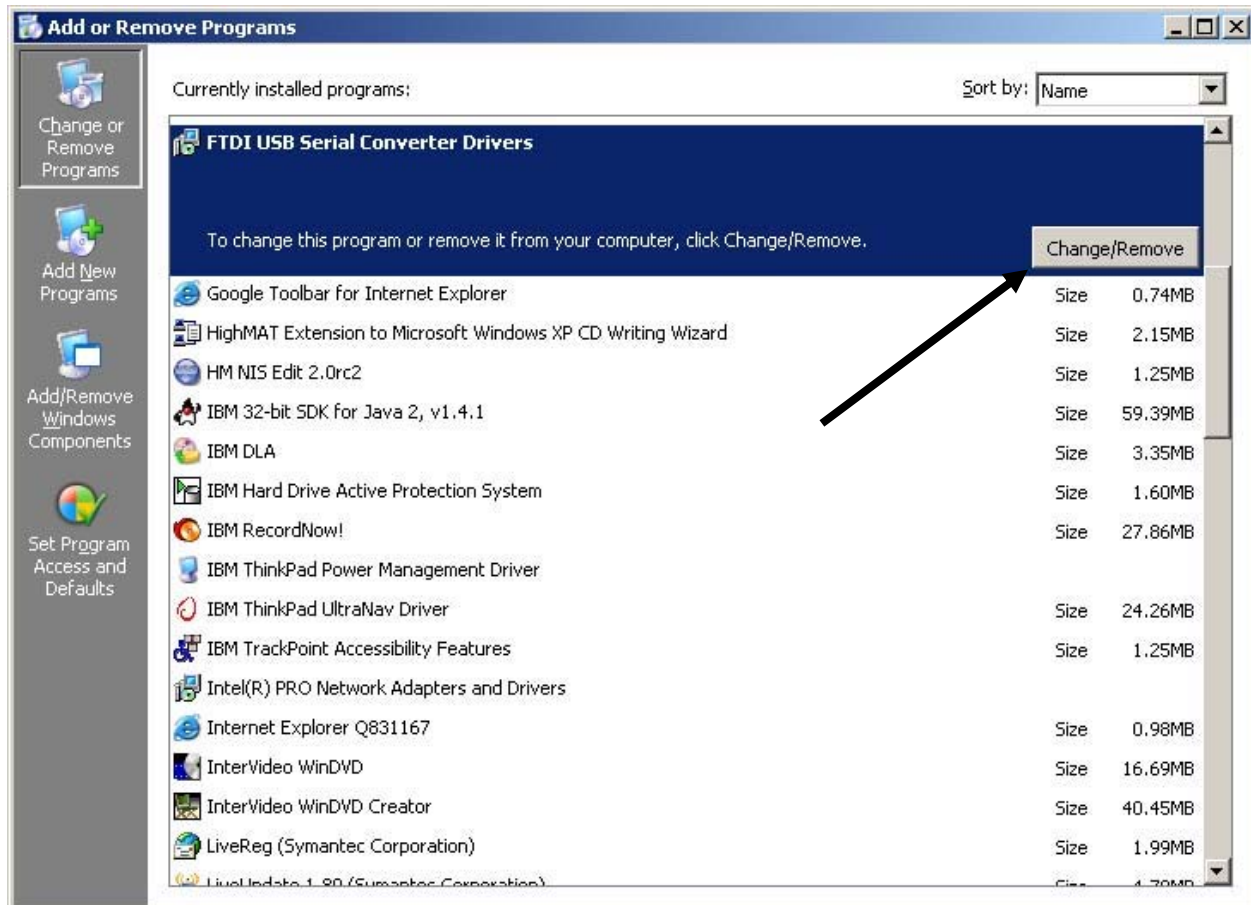 Add or Remove Programs
Change or
Remove
Programs
Add New
Programs
Add/Remove
Windows
Components
Set Program
Access and
Defaults
Currently installed programs:
Sort by: Name
FTDI USB Serial Converter Drivers
To change this program or remove it from your computer, click Change/Remove.
Change/Remove
Google Toolbar for Internet Explorer Size 0.74MB
HighMAT Extension to Microsoft Windows XP CD Writing Wizard Size 2.15MB
HM NIS Edit 2.0rc2 Size 1.25MB
IBM 32-bit SDK for Java 2, v1.4.1 Size 59.39MB
IBM DLA Size 3.35MB
IBM Hard Drive Active Protection System Size 1.60MB
IBM RecordNow! Size 27.86MB
IBM ThinkPad Power Management Driver
IBM ThinkPad UltraNav Driver Size 24.26MB
IBM TrackPoint Accessibility Features Size 1.25MB
Intel(R) PRO Network Adapters and Drivers
Internet Explorer Q831167 Size 0.98MB
InterVideo WinDVD Size 16.69MB
InterVideo WinDVD Creator Size 40.45MB
LiveReg (Symantec Corporation) Size 1.99MB
LiveUpdate 1.80 (Symantec Corporation) Size